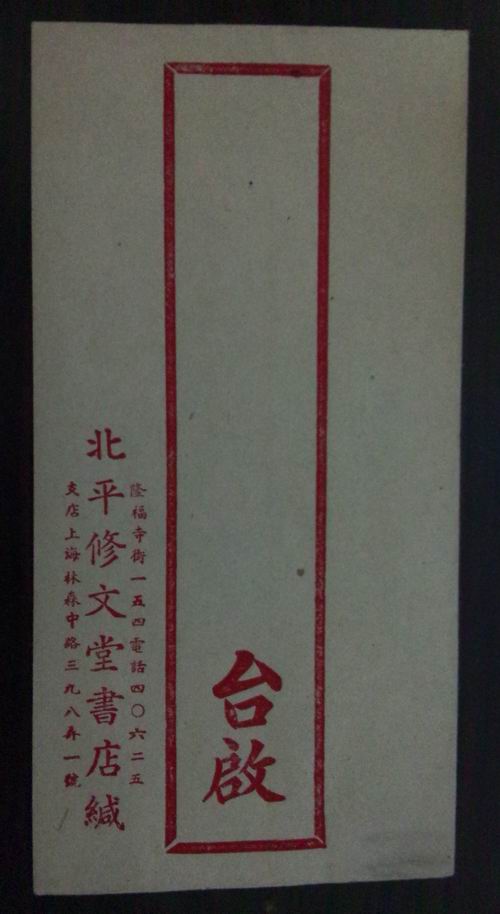 台啟
隆福寺街一五四電話四〇六二五
北平修文堂書店緘
支店上海林森中路三九八弄一號